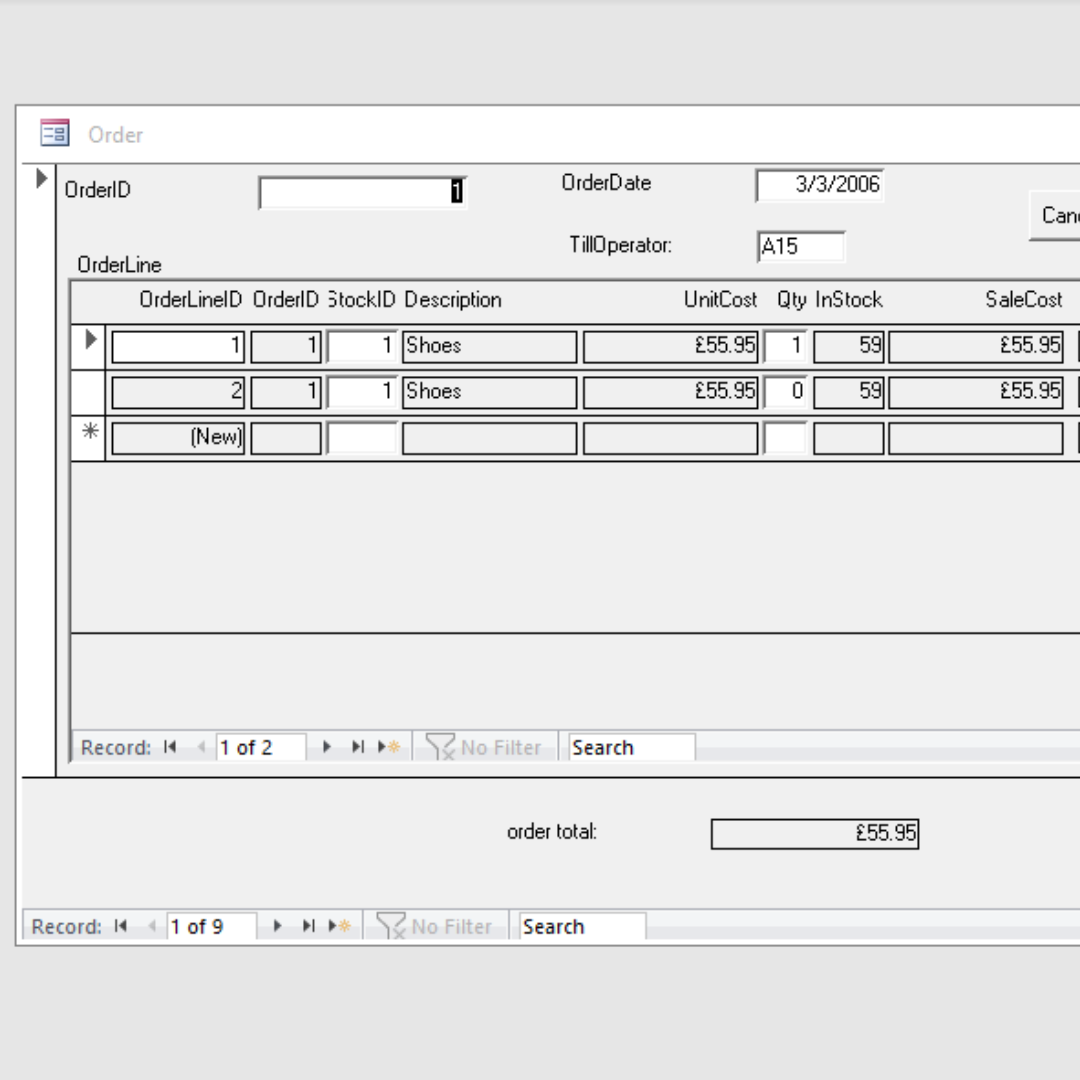 Order
OrderID 1 OrderDate 3/3/2006
TillOperator: A15
OrderLine
OrderLineID OrderID StockID Description UnitCost Qty InStock SaleCost
1 1 1 Shoes £55.95 1 59 £55.95
2 1 1 Shoes £55.95 0 59 £55.95
(New)
Record: 1 of 2 No Filter Search
order total: £55.95
Record: 1 of 9 No Filter Search